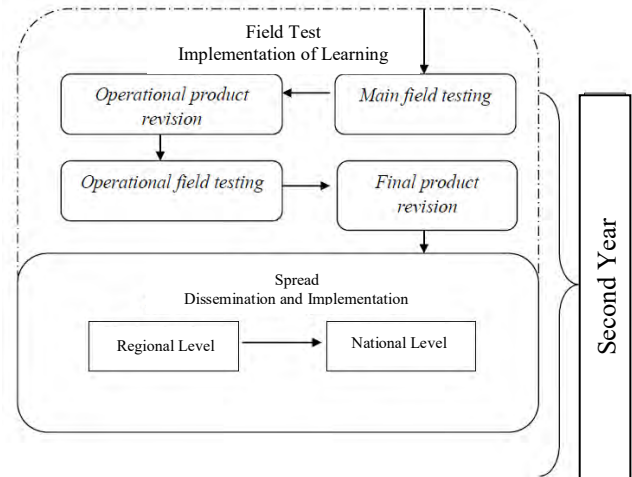 Field Test
Implementation of Learning
Operational product
revision
Main field testing
Operational field testing
Final product
revision
Spread
Dissemination and Implementation
Regional Level
National Level
Second Year